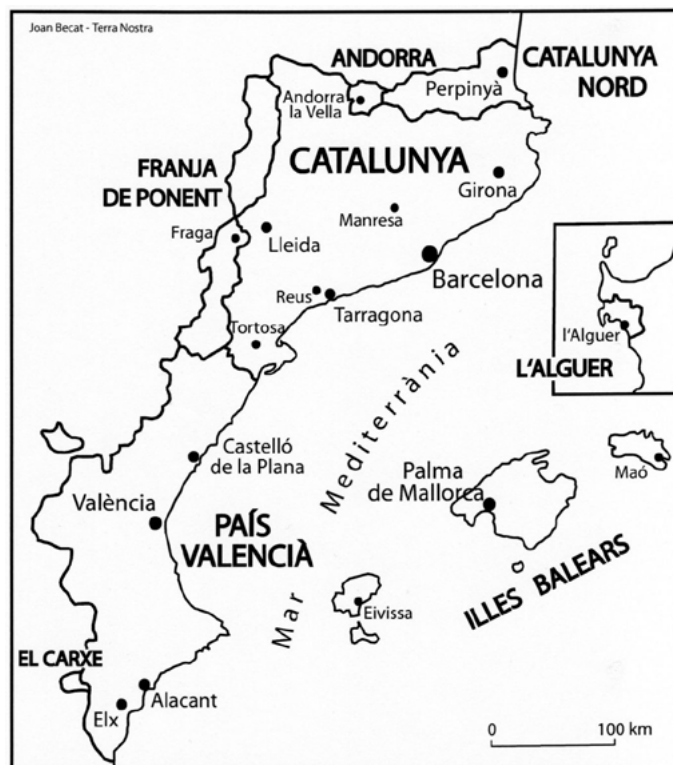 Joan Becat - Terra Nostra
ANDORRA
CATALUNYA
NORD
Perpinyà
Andorra
la Vella
CATALUNYA
FRANJA
DE PONENT
Girona
Manresa
Fraga
Lleida
Barcelona
Reus
Tarragona
Tortosa
l'Alguer
L'ALGUER
Mar Mediterrània
Castelló
de la Plana
Palma
de Mallorca
Maó
València
PAÍS
VALENCIÀ
ILLES BALEARS
Eivissa
EL CARXE
Alacant
Elx
0 100 km